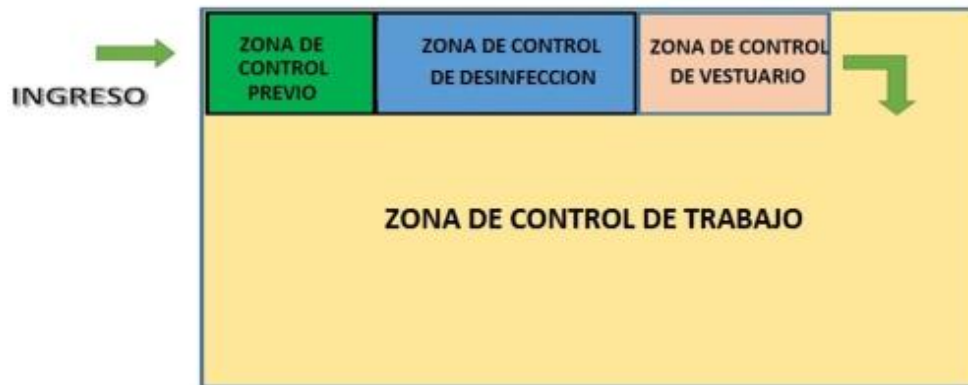 INGRESO
ZONA DE
CONTROL
PREVIO
ZONA DE CONTROL
DE DESINFECCION
ZONA DE CONTROL
DE VESTUARIO
ZONA DE CONTROL DE TRABAJO